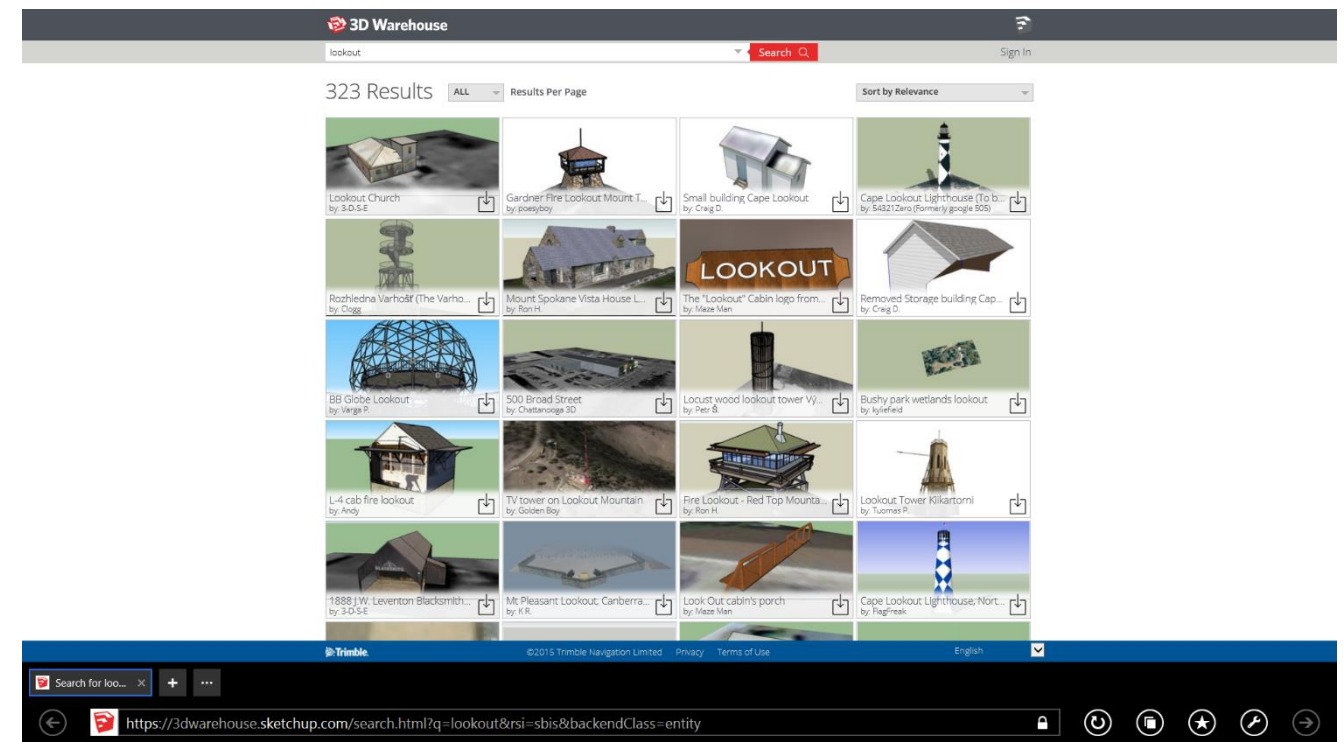 3D Warehouse
lookout
Search
Sign In
323 Results
ALL
Results Per Page
Sort by Relevance
Lookout Church
by: 3-D-S-E
Gardner Fire Lookout Mount T...
by: poesyboy
Small building Cape Lookout
by: Craig D.
Cape Lookout Lighthouse (To b...
by: 54321Zero (Formerly google 505)
Rozhledna Varhošť (The Varho...
by: Clogg
Mount Spokane Vista House L...
by: Ron H.
LOOKOUT
The "Lookout" Cabin logo from...
by: Maze Man
Removed Storage building Cap...
by: Craig D.
BB Globe Lookout
by: Varga P.
500 Broad Street
by: Chattanooga 3D
Locust wood lookout tower Vý...
by: Petr Š.
Bushy park wetlands lookout
by: kyliefield
L-4 cab fire lookout
by: Andy
TV tower on Lookout Mountain
by: Golden Boy
Fire Lookout - Red Top Mounta...
by: Ron H.
Lookout Tower Kiikartorni
by: Tuomas P.
1888 J.W. Leventon Blacksmith...
by: 3-D-S-E
Mt Pleasant Lookout, Canberra...
by: K.R.
Look Out cabin's porch
by: Maze Man
Cape Lookout Lighthouse, Nort...
by: FlagFreak
Trimble.
©2015 Trimble Navigation Limited Privacy Terms of Use
English
Search for loo...
https://3dwarehouse.sketchup.com/search.html?q=lookout&rsi=sbis&backendClass=entity